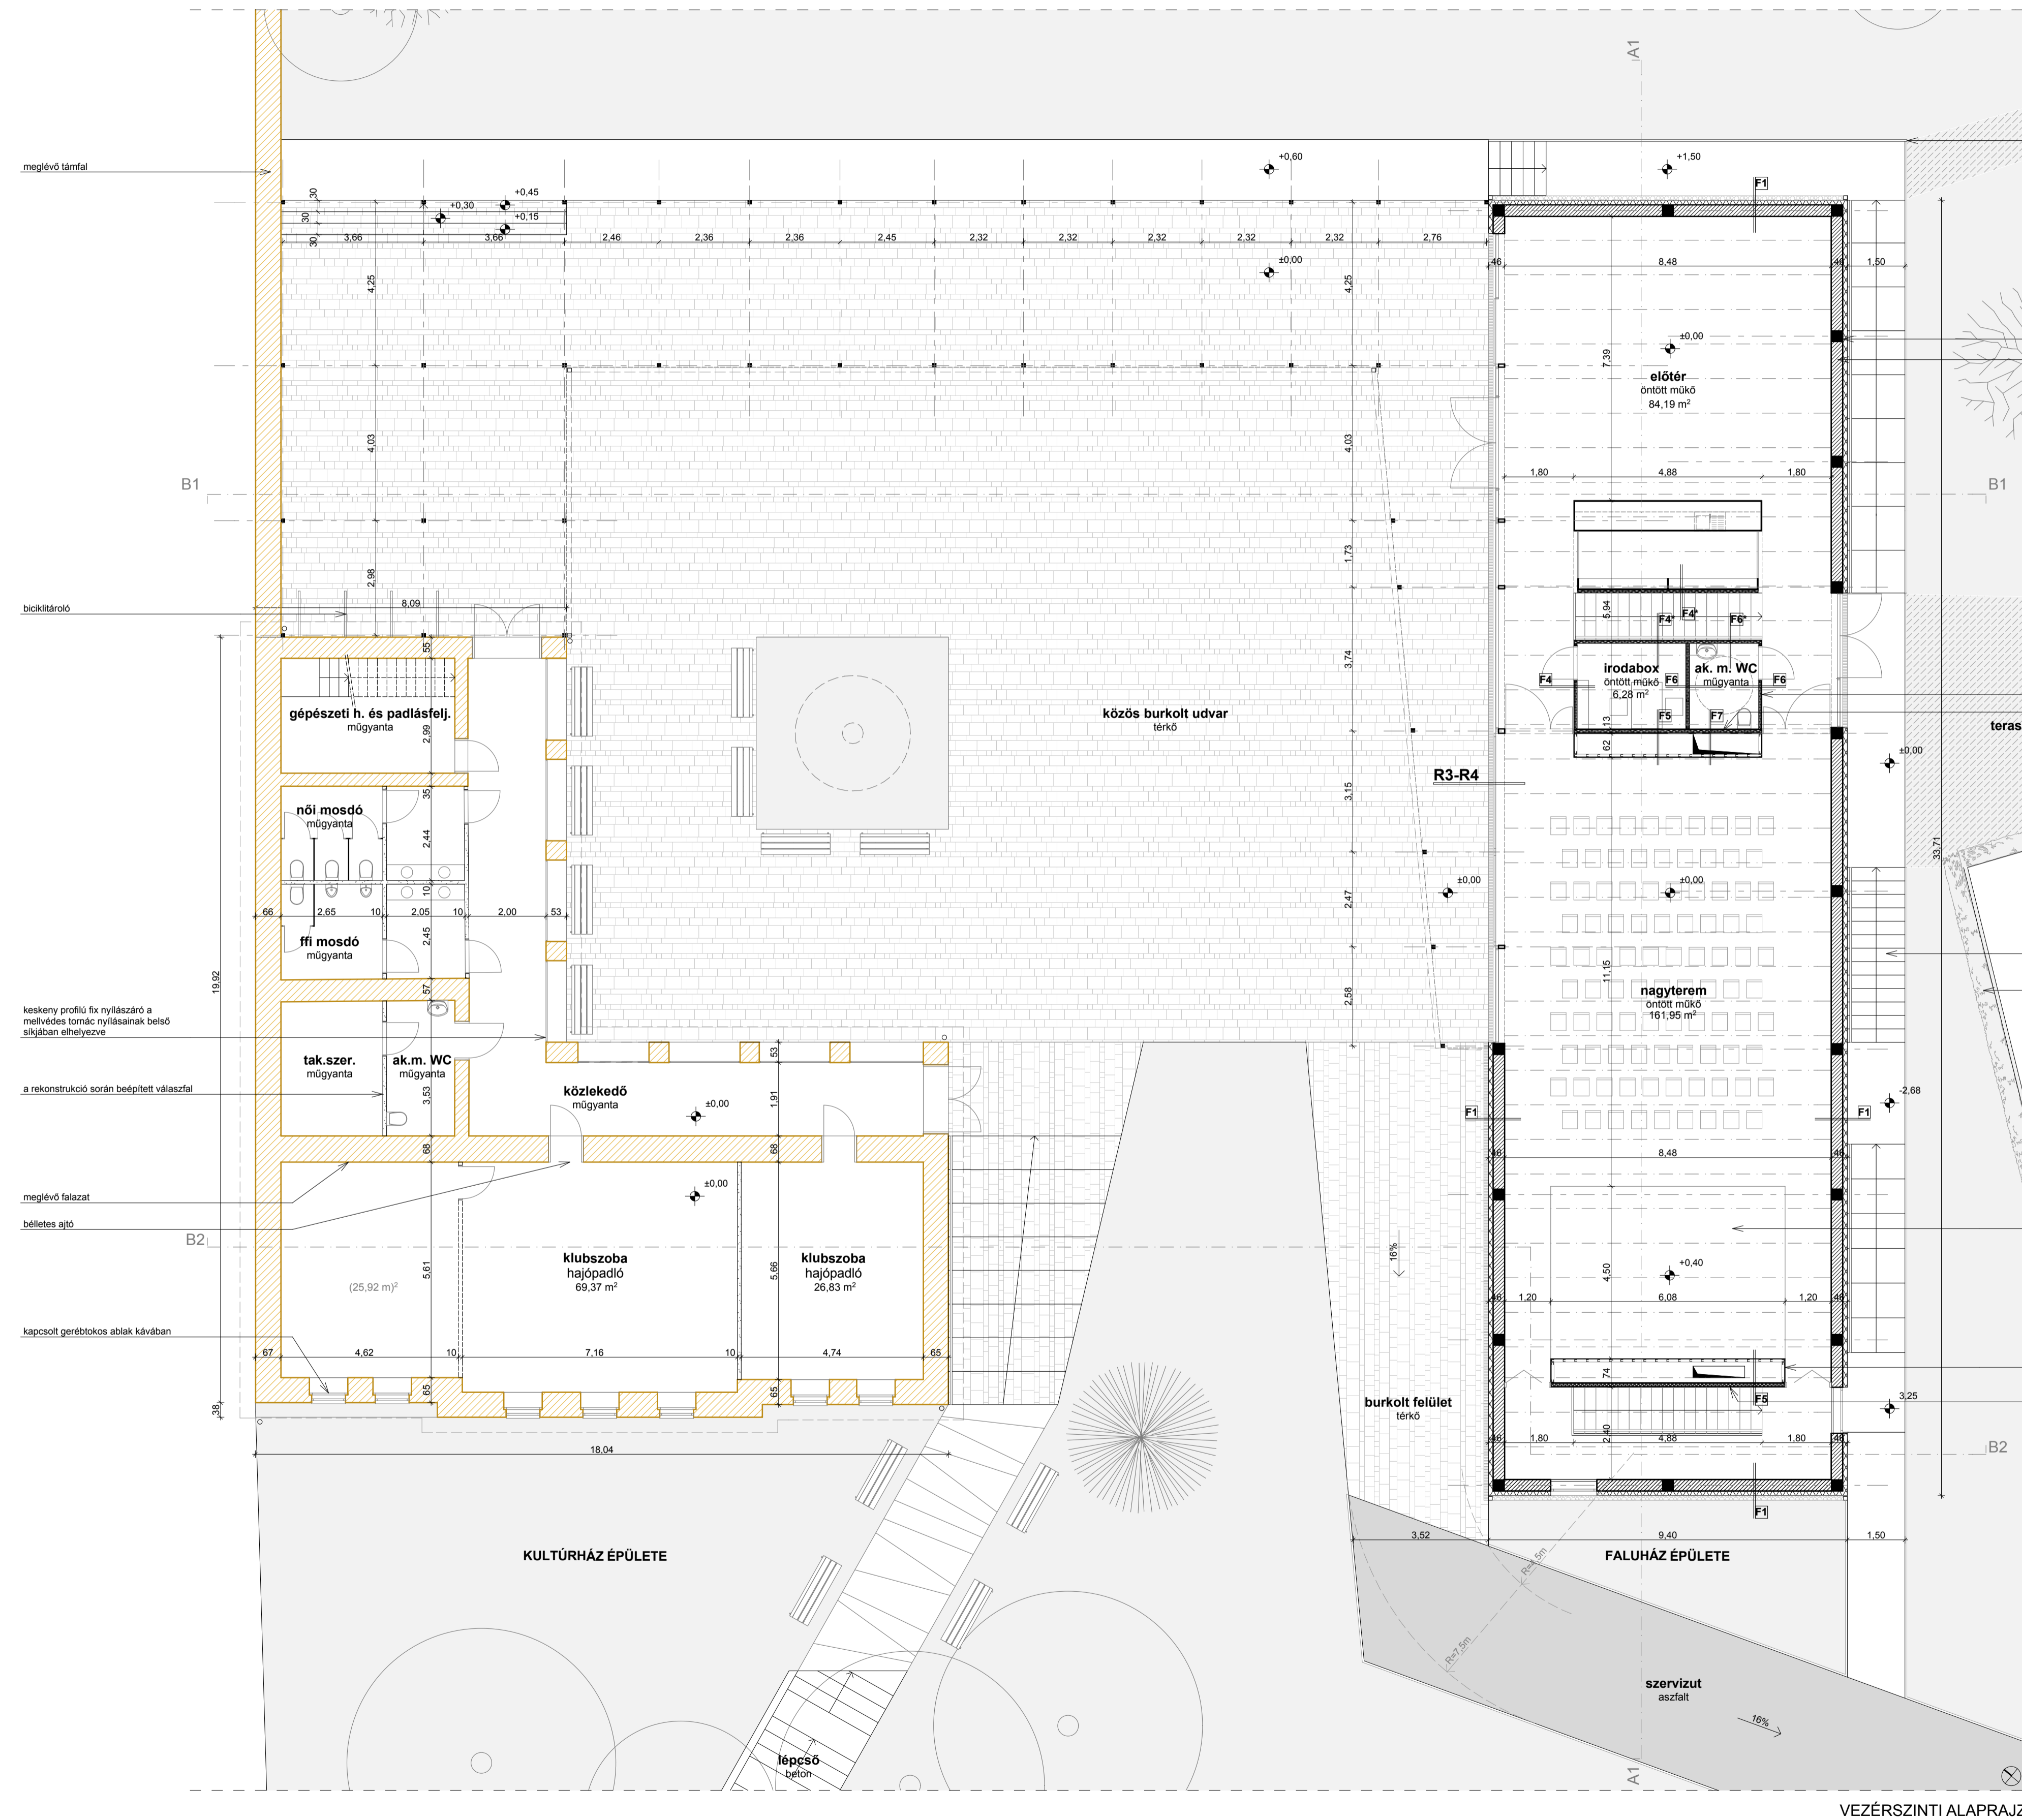 A1
meglévő támfal
+0,60
+1,50
F1
30
+0,45
+0,30
30
+0,15
30
3,66
3,66
2,46
2,36
2,36
2,45
2,32
2,32
2,32
2,32
2,32
2,76
±0,00
46
8,48
46
1,50
4,25
4,25
7,39
±0,00
előtér
öntött műkő
84,19 m²
4,03
4,03
1,80
4,88
1,80
B1
B1
1,73
2,98
biciklitároló
8,09
5,94
F4*
F4*
F6*
55
3,74
irodabox
öntött műkő
6,28 m²
ak. m. WC
műgyanta
F4
F6
F6
F5
F7
13
62
gépészeti h. és padlásfelj.
műgyanta
2,99
közös burkolt udvar
térkő
teras
±0,00
R3-R4
35
3,15
női mosdó
műgyanta
2,44
33,71
10
±0,00
±0,00
66
2,65
10
2,05
10
2,00
53
2,47
2,45
ffi mosdó
műgyanta
19,92
57
11,15
2,58
nagyterem
öntött műkő
161,95 m²
keskeny profilú fix nyílászáró a
mellvédes tornác nyílásainak belső
síkjában elhelyezve
53
tak.szer.
műgyanta
ak.m. WC
műgyanta
a rekonstrukció során beépített válaszfal
3,53
közlekedő
műgyanta
1,91
±0,00
-2,68
F1
F1
68
68
46
8,48
46
meglévő falazat
±0,00
bélletes ajtó
B2
16%
klubszoba
hajópadló
69,37 m²
klubszoba
hajópadló
26,83 m²
5,61
5,66
(25,92 m)²
4,50
+0,40
46
1,20
6,08
1,20
46
kapcsolt gerébtokos ablak kávában
67
4,62
10
7,16
10
4,74
65
65
65
74
38
burkolt felület
térkő
F5
3,25
46
1,80
2,40
4,88
1,80
46
B2
18,04
F1
3,52
9,40
1,50
KULTÚRHÁZ ÉPÜLETE
FALUHÁZ ÉPÜLETE
R=7,5m
szervizut
aszfalt
16%
lépcső
beton
A1
VEZÉRSZINTI ALAPRAJZ